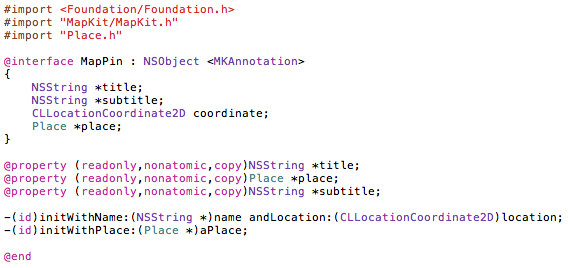 #import <Foundation/Foundation.h>
#import "MapKit/MapKit.h"
#import "Place.h"
@interface MapPin : NSObject <MKAnnotation>
{
NSString *title;
NSString *subtitle;
CLLocationCoordinate2D coordinate;
Place *place;
}
@property (readonly,nonatomic,copy)NSString *title;
@property (readonly,nonatomic,copy)Place *place;
@property (readonly,nonatomic,copy)NSString *subtitle;
-(id)initWithName:(NSString *)name andLocation:(CLLocationCoordinate2D)location;
-(id)initWithPlace:(Place *)aPlace;
@end